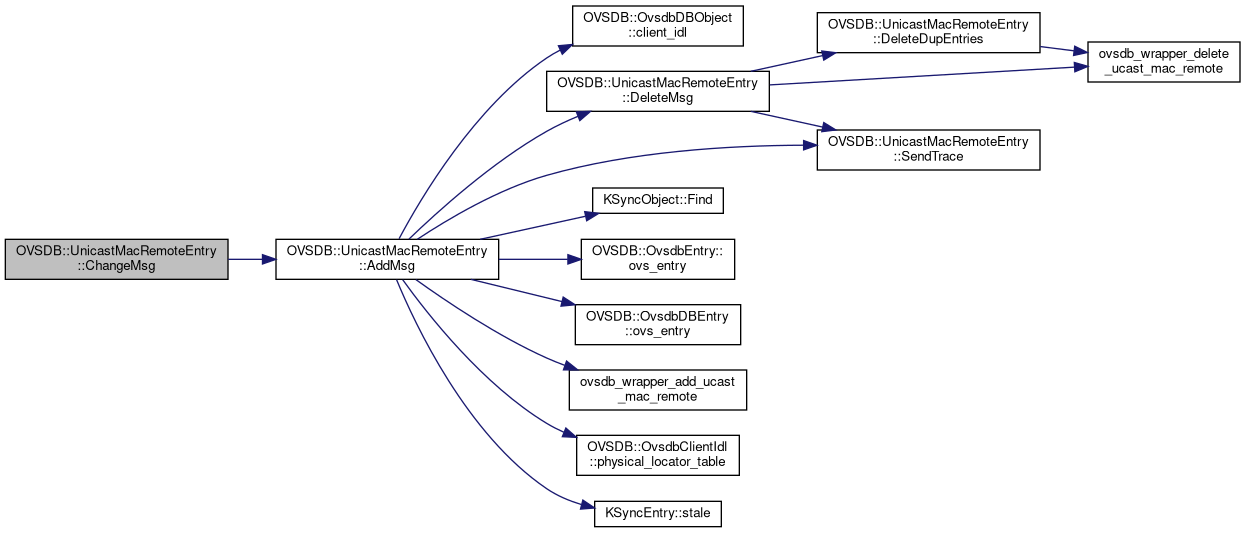 OVSDB::UnicastMacRemoteEntry
::ChangeMsg
OVSDB::UnicastMacRemoteEntry
::AddMsg
OVSDB::OvsdbDBObject
::client_idl
OVSDB::UnicastMacRemoteEntry
::DeleteMsg
OVSDB::UnicastMacRemoteEntry
::DeleteDupEntries
ovsdb_wrapper_delete
_ucast_mac_remote
OVSDB::UnicastMacRemoteEntry
::SendTrace
KSyncObject::Find
OVSDB::OvsdbEntry::
ovs_entry
OVSDB::OvsdbDBEntry
::ovs_entry
ovsdb_wrapper_add_ucast
_mac_remote
OVSDB::OvsdbClientIdl
::physical_locator_table
KSyncEntry::stale